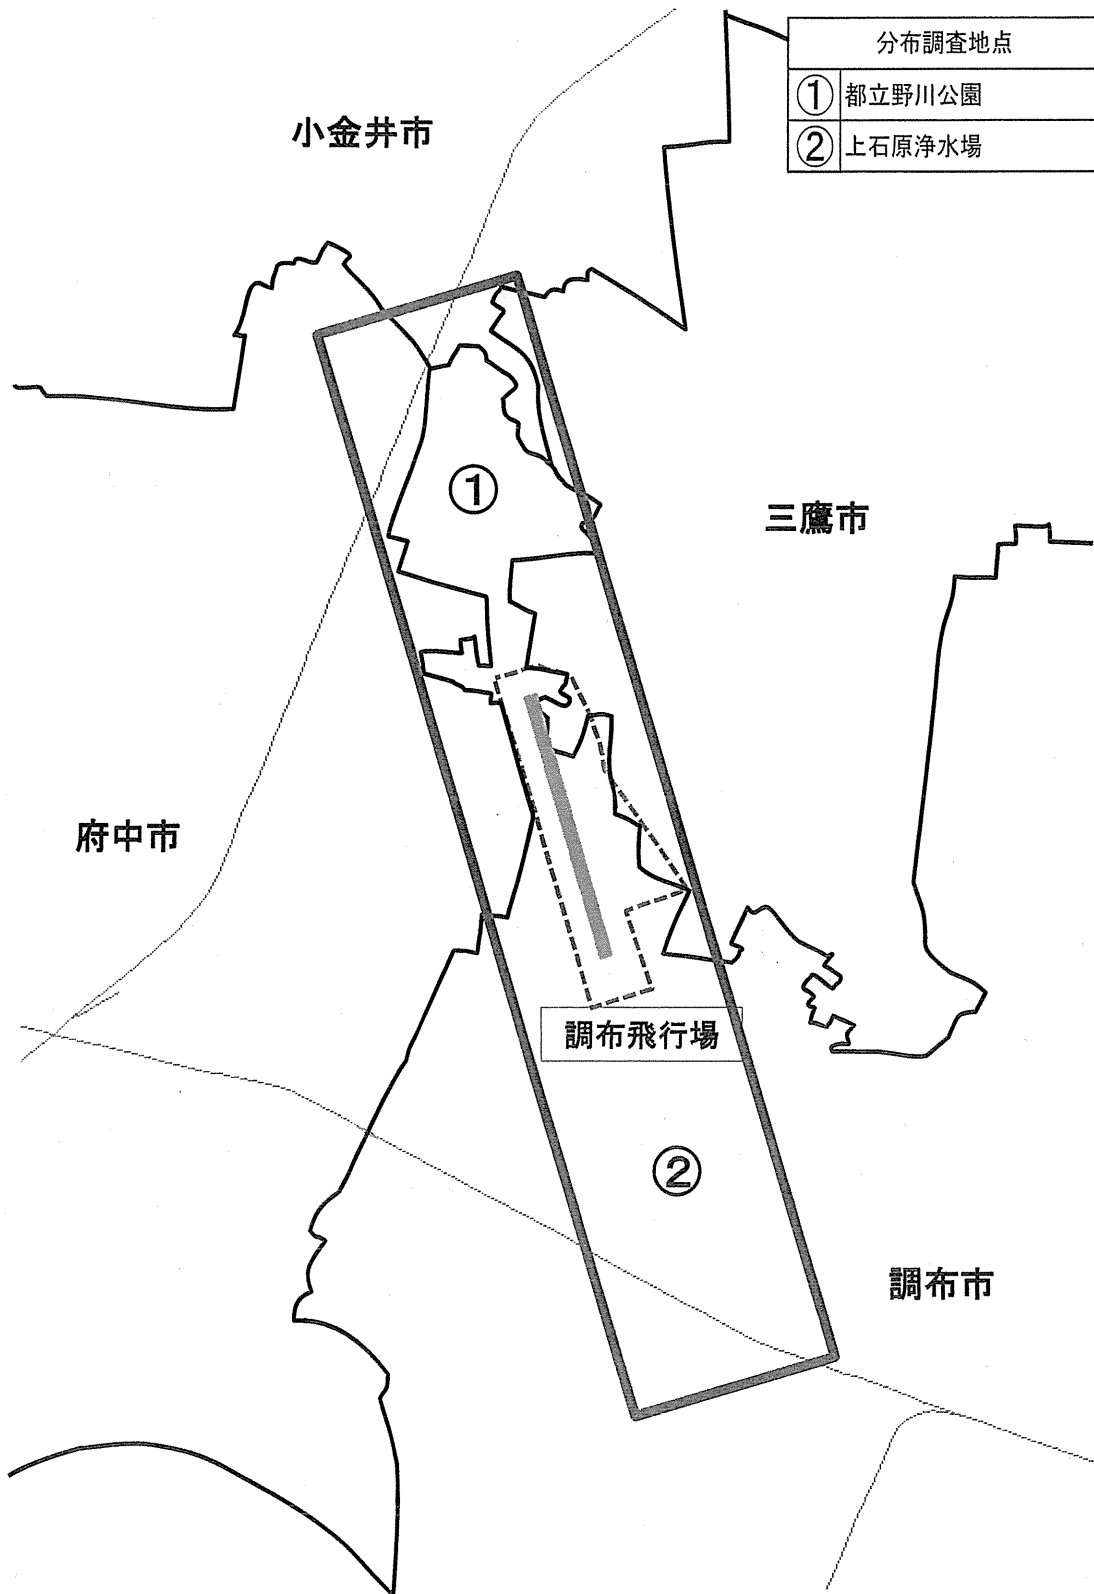 分布調査地点
① 都立野川公園
② 上石原浄水場
小金井市
①
三鷹市
府中市
調布飛行場
②
調布市